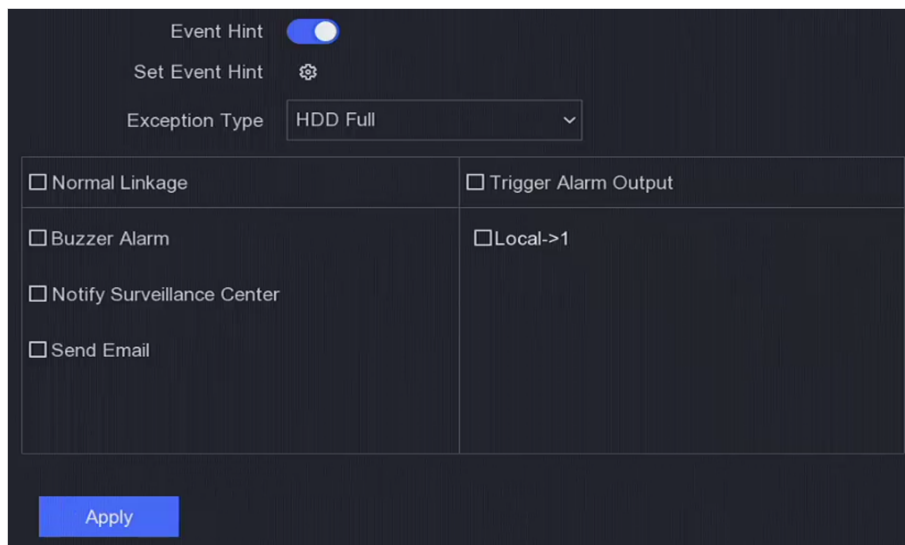 Event Hint
Set Event Hint
Exception Type HDD Full
Normal Linkage Trigger Alarm Output
Buzzer Alarm Local->1
Notify Surveillance Center
Send Email
Apply